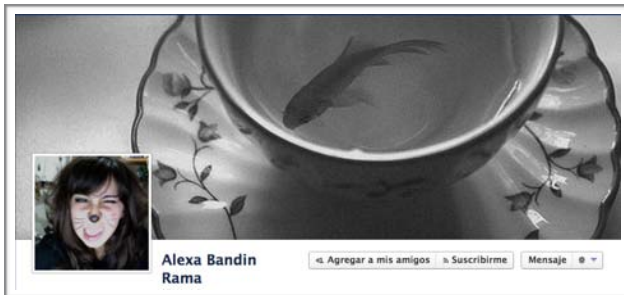 Alexa Bandin
Rama
Agregar a mis amigos
Suscribirme
Mensaje